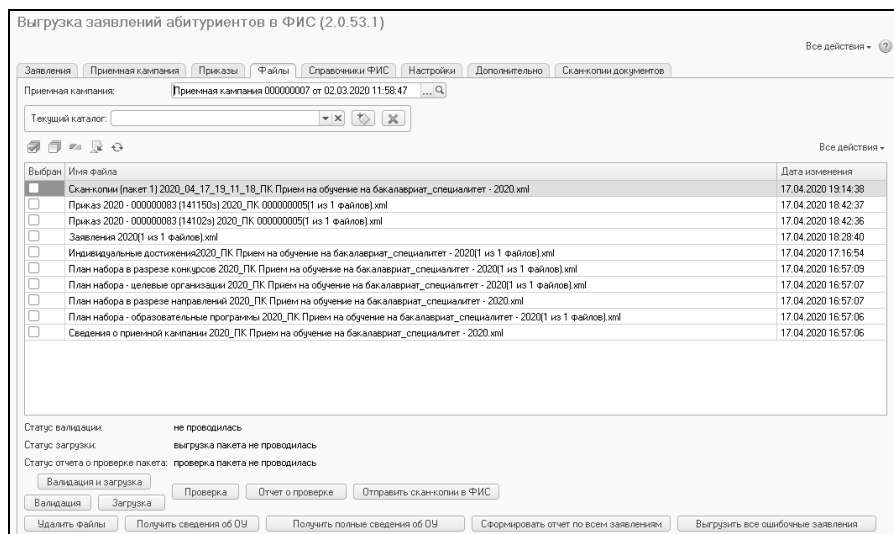 Выгрузка заявлений абитуриентов в ФИС (2.0.53.1)
Все действия
Заявления Приемная кампания Приказы Файлы Справочники ФИС Настройки Дополнительно Скан-копии документов
Приемная кампания: Приемная кампания 000000007 от 02.03.2020 11:58:47 ...
Текущий каталог:
Все действия
Выбран Имя файла Дата изменения
Скан-копии (пакет 1) 2020_04_17_19_11_18_ПК Прием на обучение на бакалавриат_специалитет - 2020.xml 17.04.2020 19:14:38
Приказ 2020 - 000000083 (141150з) 2020_ПК 000000005(1 из 1 файлов).xml 17.04.2020 18:42:37
Приказ 2020 - 000000083 (14102з) 2020_ПК 000000005(1 из 1 файлов).xml 17.04.2020 18:42:36
Заявления 2020(1 из 1 файлов).xml 17.04.2020 18:28:40
Индивидуальные достижения2020_ПК Прием на обучение на бакалавриат_специалитет - 2020(1 из 1 файлов).xml 17.04.2020 17:16:54
План набора в разрезе конкурсов 2020_ПК Прием на обучение на бакалавриат_специалитет - 2020(1 из 1 файлов).xml 17.04.2020 16:57:09
План набора - целевые организации 2020_ПК Прием на обучение на бакалавриат_специалитет - 2020(1 из 1 файлов).xml 17.04.2020 16:57:07
План набора в разрезе направлений 2020_ПК Прием на обучение на бакалавриат_специалитет - 2020.xml 17.04.2020 16:57:07
План набора - образовательные программы 2020_ПК Прием на обучение на бакалавриат_специалитет - 2020(1 из 1 файлов).xml 17.04.2020 16:57:06
Сведения о приемной кампании 2020_ПК Прием на обучение на бакалавриат_специалитет - 2020.xml 17.04.2020 16:57:06
Статус валидации: не проводилась
Статус загрузки: выгрузка пакета не проводилась
Статус отчета о проверке пакета: проверка пакета не проводилась
Валидация и загрузка
Проверка Отчет о проверке Отправить скан-копии в ФИС
Валидация Загрузка
Удалить файлы Получить сведения об ОУ Получить полные сведения об ОУ Сформировать отчет по всем заявлениям Выгрузить все ошибочные заявления